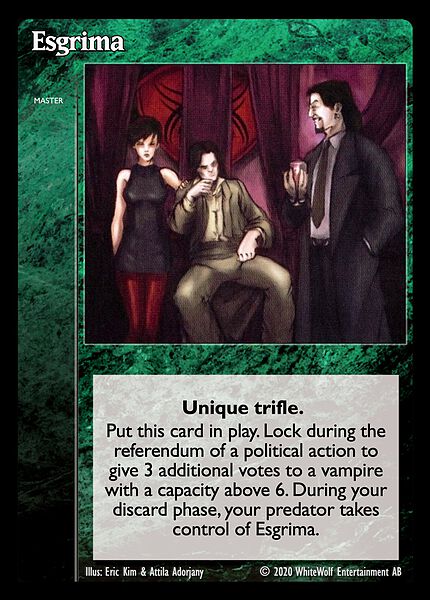 Esgrima
MASTER
Unique trifle.
Put this card in play. Lock during the
referendum of a political action to
give 3 additional votes to a vampire
with a capacity above 6. During your
discard phase, your predator takes
control of Esgrima.
Illus: Eric Kim & Attila Adorjany
© 2020 WhiteWolf Entertainment AB